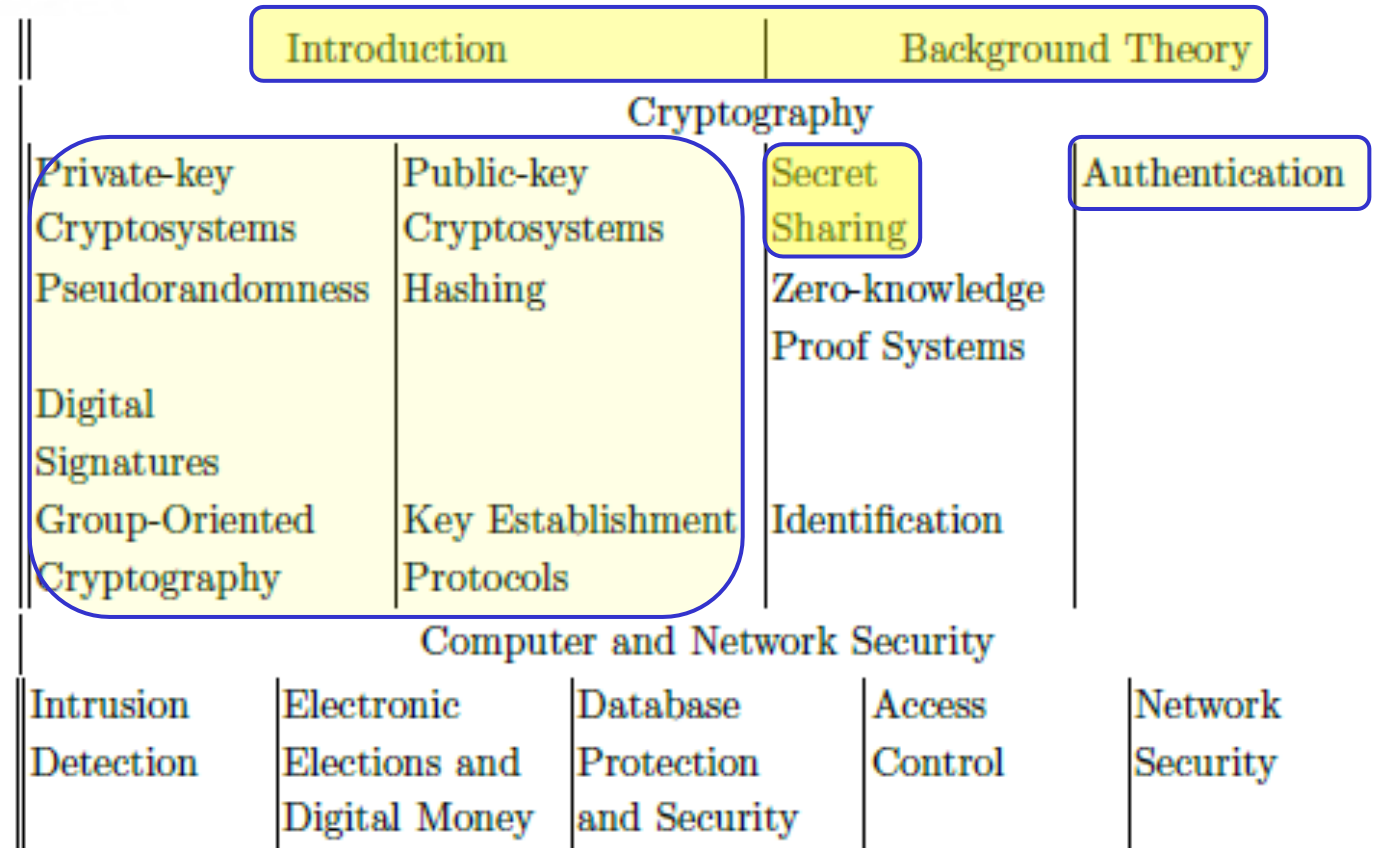 Introduction Background Theory
Cryptography
Private-key Public-key Secret Authentication
Cryptosystems Cryptosystems Sharing
Pseudorandomness Hashing Zero-knowledge
Proof Systems
Digital
Signatures
Group-Oriented Key Establishment Identification
Cryptography Protocols
Computer and Network Security
Intrusion Electronic Database Access Network
Detection Elections and Protection Control Security
Digital Money and Security